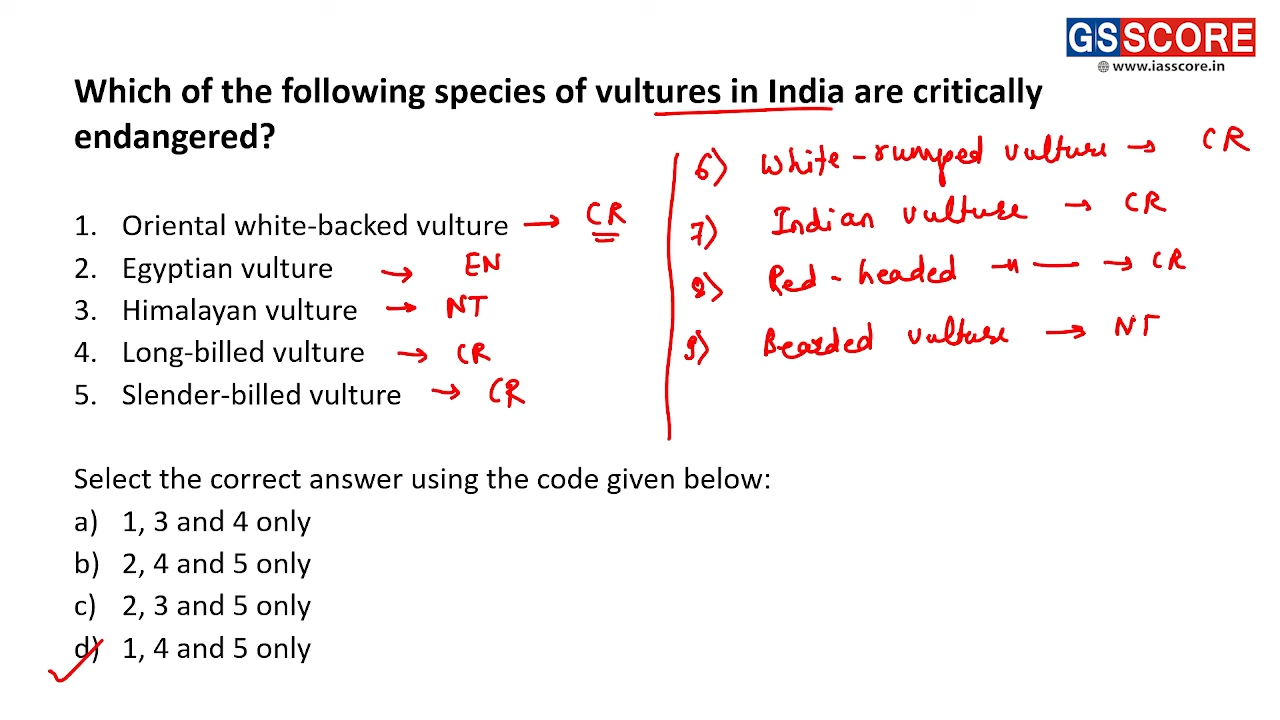 GSSCORE
www.iasscore.in
Which of the following species of vultures in India are critically
endangered?
1. Oriental white-backed vulture → CR
2. Egyptian vulture → EN
3. Himalayan vulture → NT
4. Long-billed vulture → CR
5. Slender-billed vulture → CR
6) White-rumped vulture → CR
7) Indian vulture → CR
8) Red-headed —"— → CR
9) Bearded vulture → NT
Select the correct answer using the code given below:
a) 1, 3 and 4 only
b) 2, 4 and 5 only
c) 2, 3 and 5 only
d) 1, 4 and 5 only